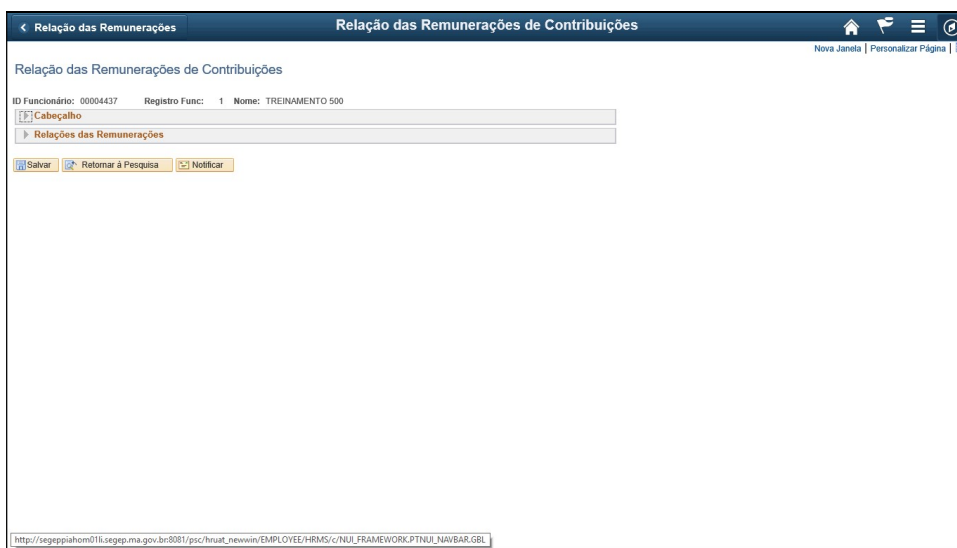 Relação das Remunerações
Relação das Remunerações de Contribuições
Nova Janela | Personalizar Página |
Relação das Remunerações de Contribuições
ID Funcionário: 00004437 Registro Func: 1 Nome: TREINAMENTO 500
Cabeçalho
Relações das Remunerações
Salvar Retornar à Pesquisa Notificar
http://segeppiahom01li.segep.ma.gov.br:8081/psc/hruat_newwin/EMPLOYEE/HRMS/c/NUI_FRAMEWORK.PTNUI_NAVBAR.GBL